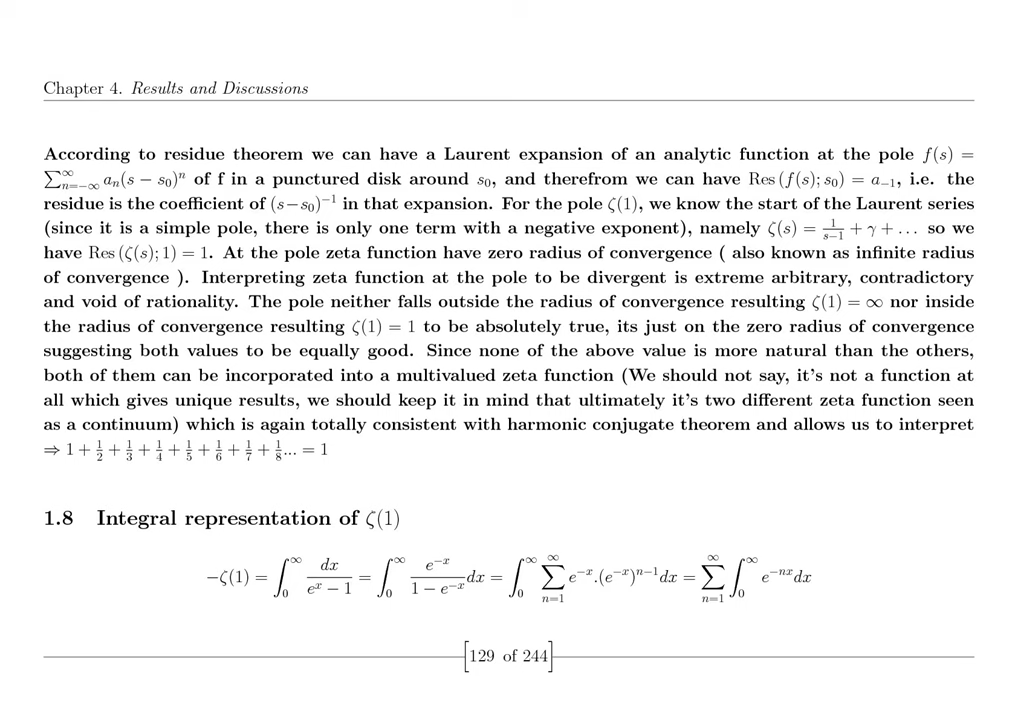 Chapter 4. Results and Discussions
According to residue theorem we can have a Laurent expansion of an analytic function at the pole f(s) =
∑_{n=−∞}^{∞} a_n(s − s_0)^n of f in a punctured disk around s_0, and therefrom we can have Res (f(s); s_0) = a_{−1}, i.e. the
residue is the coefficient of (s−s_0)^{−1} in that expansion. For the pole ζ(1), we know the start of the Laurent series
(since it is a simple pole, there is only one term with a negative exponent), namely ζ(s) = 1/(s−1) + γ + . . . so we
have Res (ζ(s); 1) = 1. At the pole zeta function have zero radius of convergence ( also known as infinite radius
of convergence ). Interpreting zeta function at the pole to be divergent is extreme arbitrary, contradictory
and void of rationality. The pole neither falls outside the radius of convergence resulting ζ(1) = ∞ nor inside
the radius of convergence resulting ζ(1) = 1 to be absolutely true, its just on the zero radius of convergence
suggesting both values to be equally good. Since none of the above value is more natural than the others,
both of them can be incorporated into a multivalued zeta function (We should not say, it's not a function at
all which gives unique results, we should keep it in mind that ultimately it's two different zeta function seen
as a continuum) which is again totally consistent with harmonic conjugate theorem and allows us to interpret
⇒ 1 + 1/2 + 1/3 + 1/4 + 1/5 + 1/6 + 1/7 + 1/8... = 1
1.8 Integral representation of ζ(1)
−ζ(1) = ∫_0^∞ dx/(e^x − 1) = ∫_0^∞ e^{−x}/(1 − e^{−x}) dx = ∫_0^∞ ∑_{n=1}^∞ e^{−x}.(e^{−x})^{n−1}dx = ∑_{n=1}^∞ ∫_0^∞ e^{−nx}dx
[129 of 244]